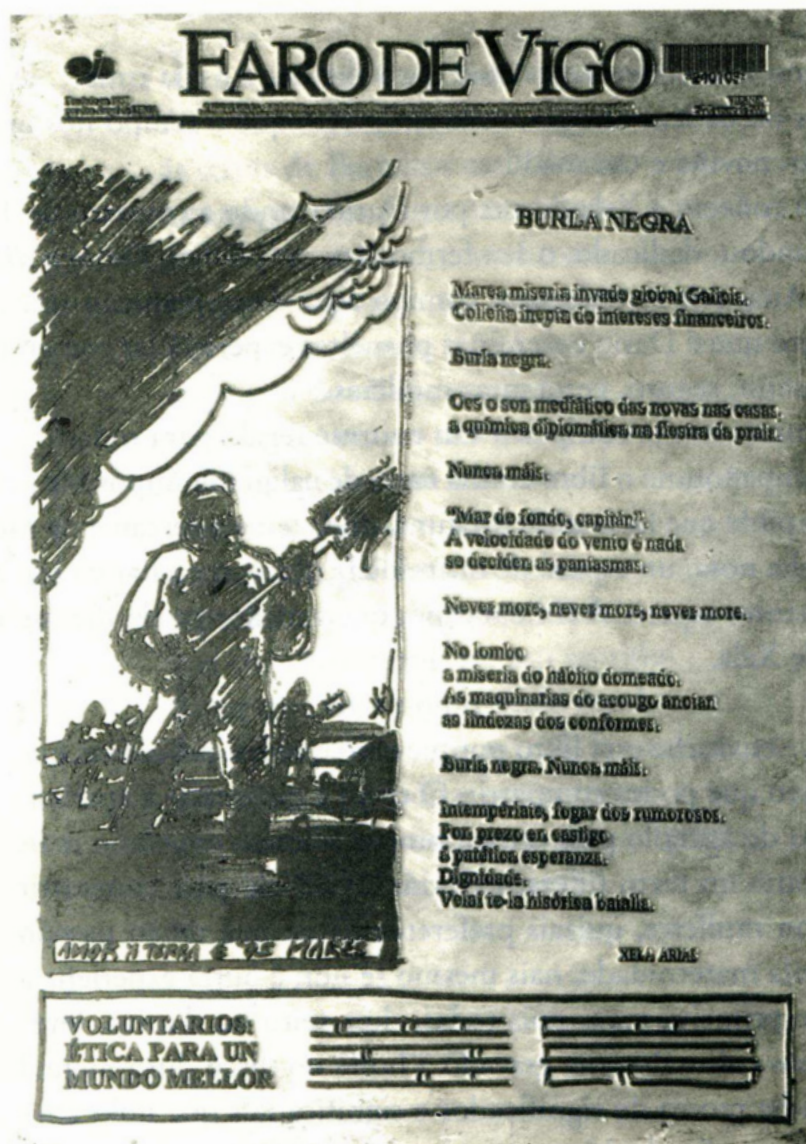 FARO DE VIGO
240103
BURLA NEGRA
Marea miseria invade global Galicia.
Colleita inepta de intereses financeiros.
Burla negra.
Oes o son mediático das novas nas casas,
a química diplomática na fiestra da praia.
Nunca máis.
"Mar de fondo, capitán".
A velocidade do vento é nada
se deciden as pantasmas.
Never more, never more, never more.
No lombo
a miseria do hábito domeado.
As maquinarias do acougo ancian
as lindezas dos conformes.
Burla negra. Nunca máis.
Intempériate, fogar dos rumorosos.
Pon prezo en castigo
á patética esperanza.
Dignidade.
Velaí te-la histórica batalla.
XELA ARIAS
AMOR A TERRA E OS MARES
VOLUNTARIOS:
ÉTICA PARA UN
MUNDO MELLOR